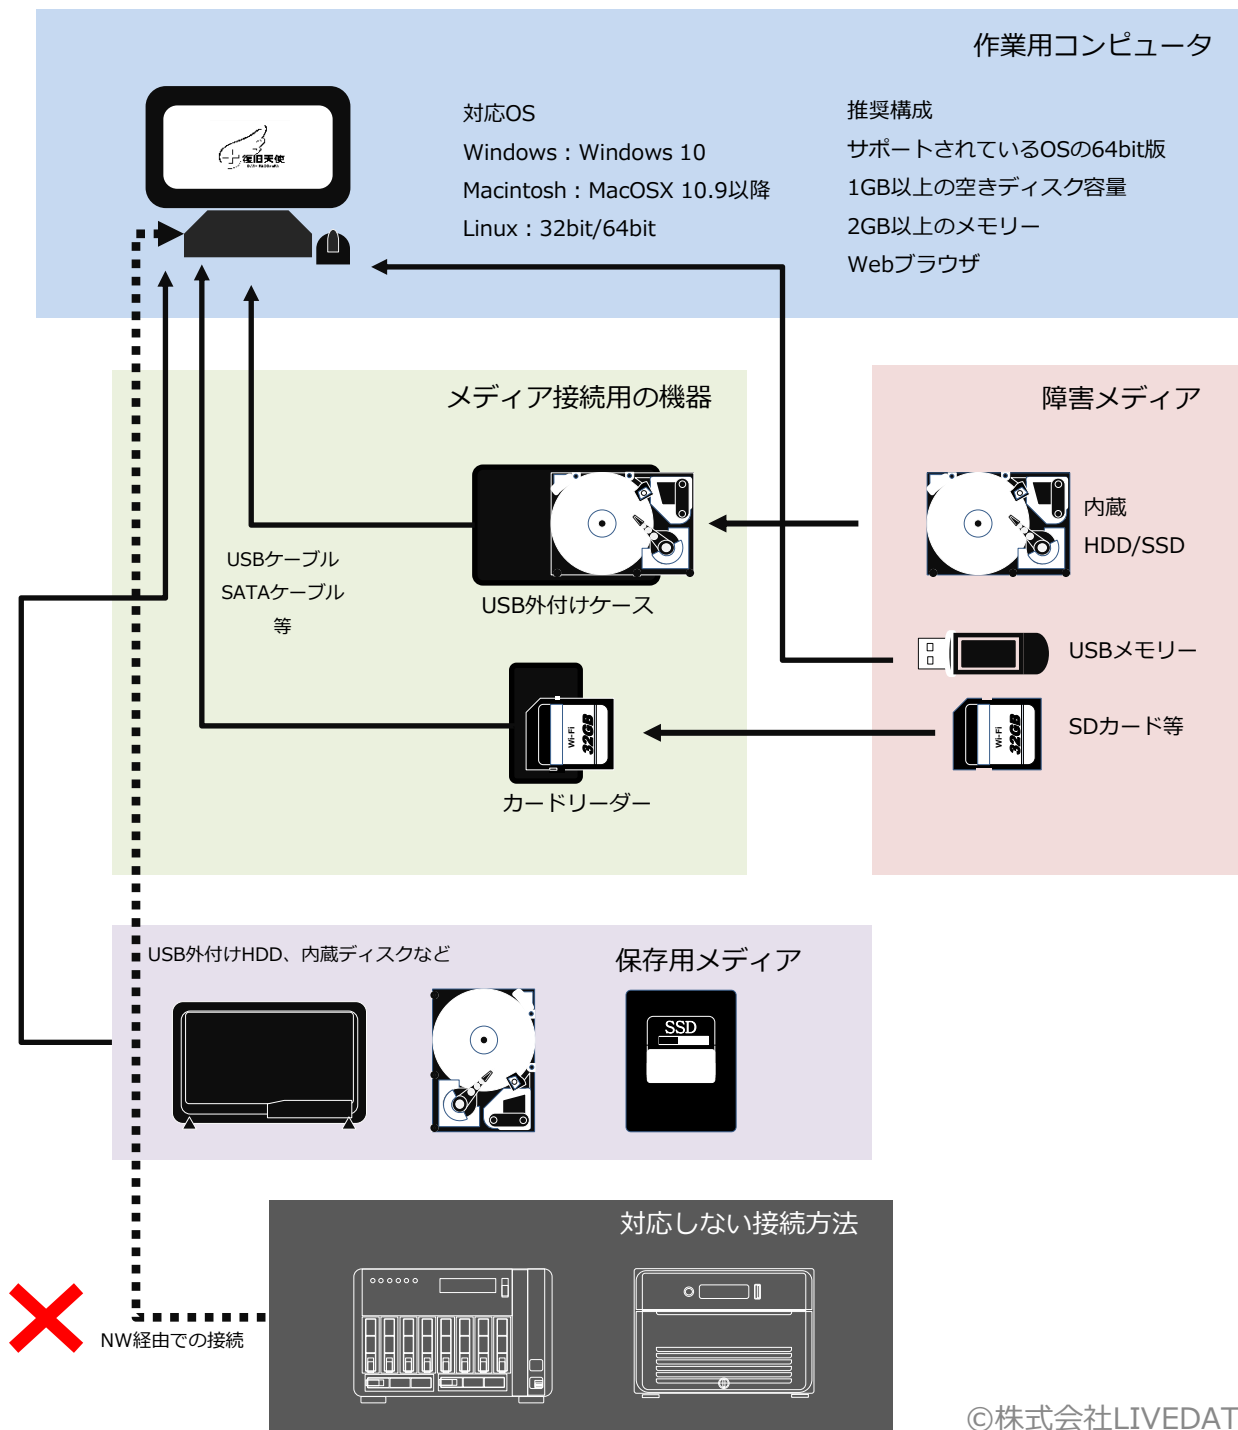 作業用コンピュータ
復旧天使
対応OS
Windows：Windows 10
Macintosh：MacOSX 10.9以降
Linux：32bit/64bit
推奨構成
サポートされているOSの64bit版
1GB以上の空きディスク容量
2GB以上のメモリー
Webブラウザ
メディア接続用の機器
USBケーブル
SATAケーブル
等
USB外付けケース
Wi-Fi
32GB
カードリーダー
障害メディア
内蔵
HDD/SSD
USBメモリー
Wi-Fi
32GB
SDカード等
USB外付けHDD、内蔵ディスクなど
保存用メディア
SSD
対応しない接続方法
NW経由での接続
©株式会社LIVEDAT